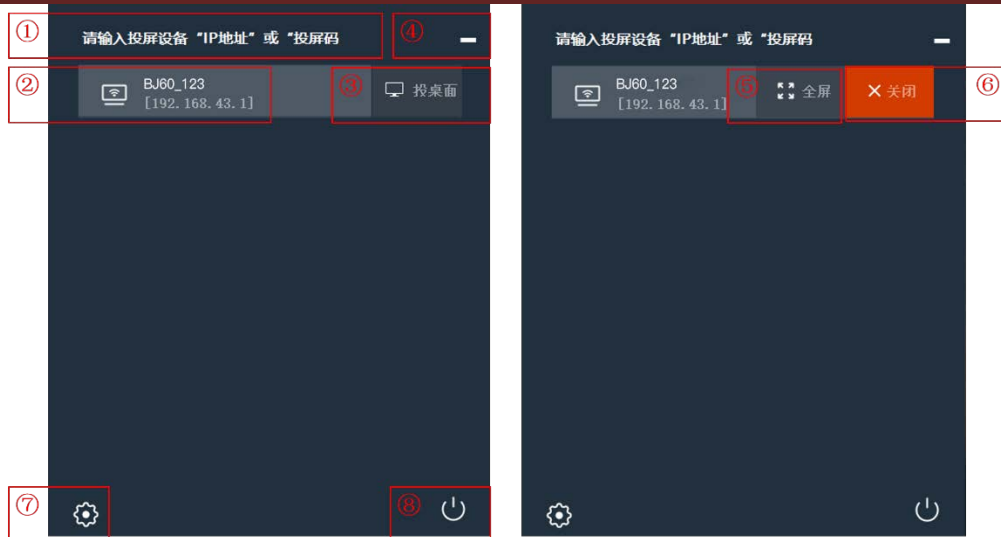 ① 请输入投屏设备“IP地址”或“投屏码 ④
② BJ60_123 ③ 投桌面
[192.168.43.1]
⑦ ⑧
请输入投屏设备“IP地址”或“投屏码
BJ60_123 ⑤ 全屏 关闭 ⑥
[192.168.43.1]